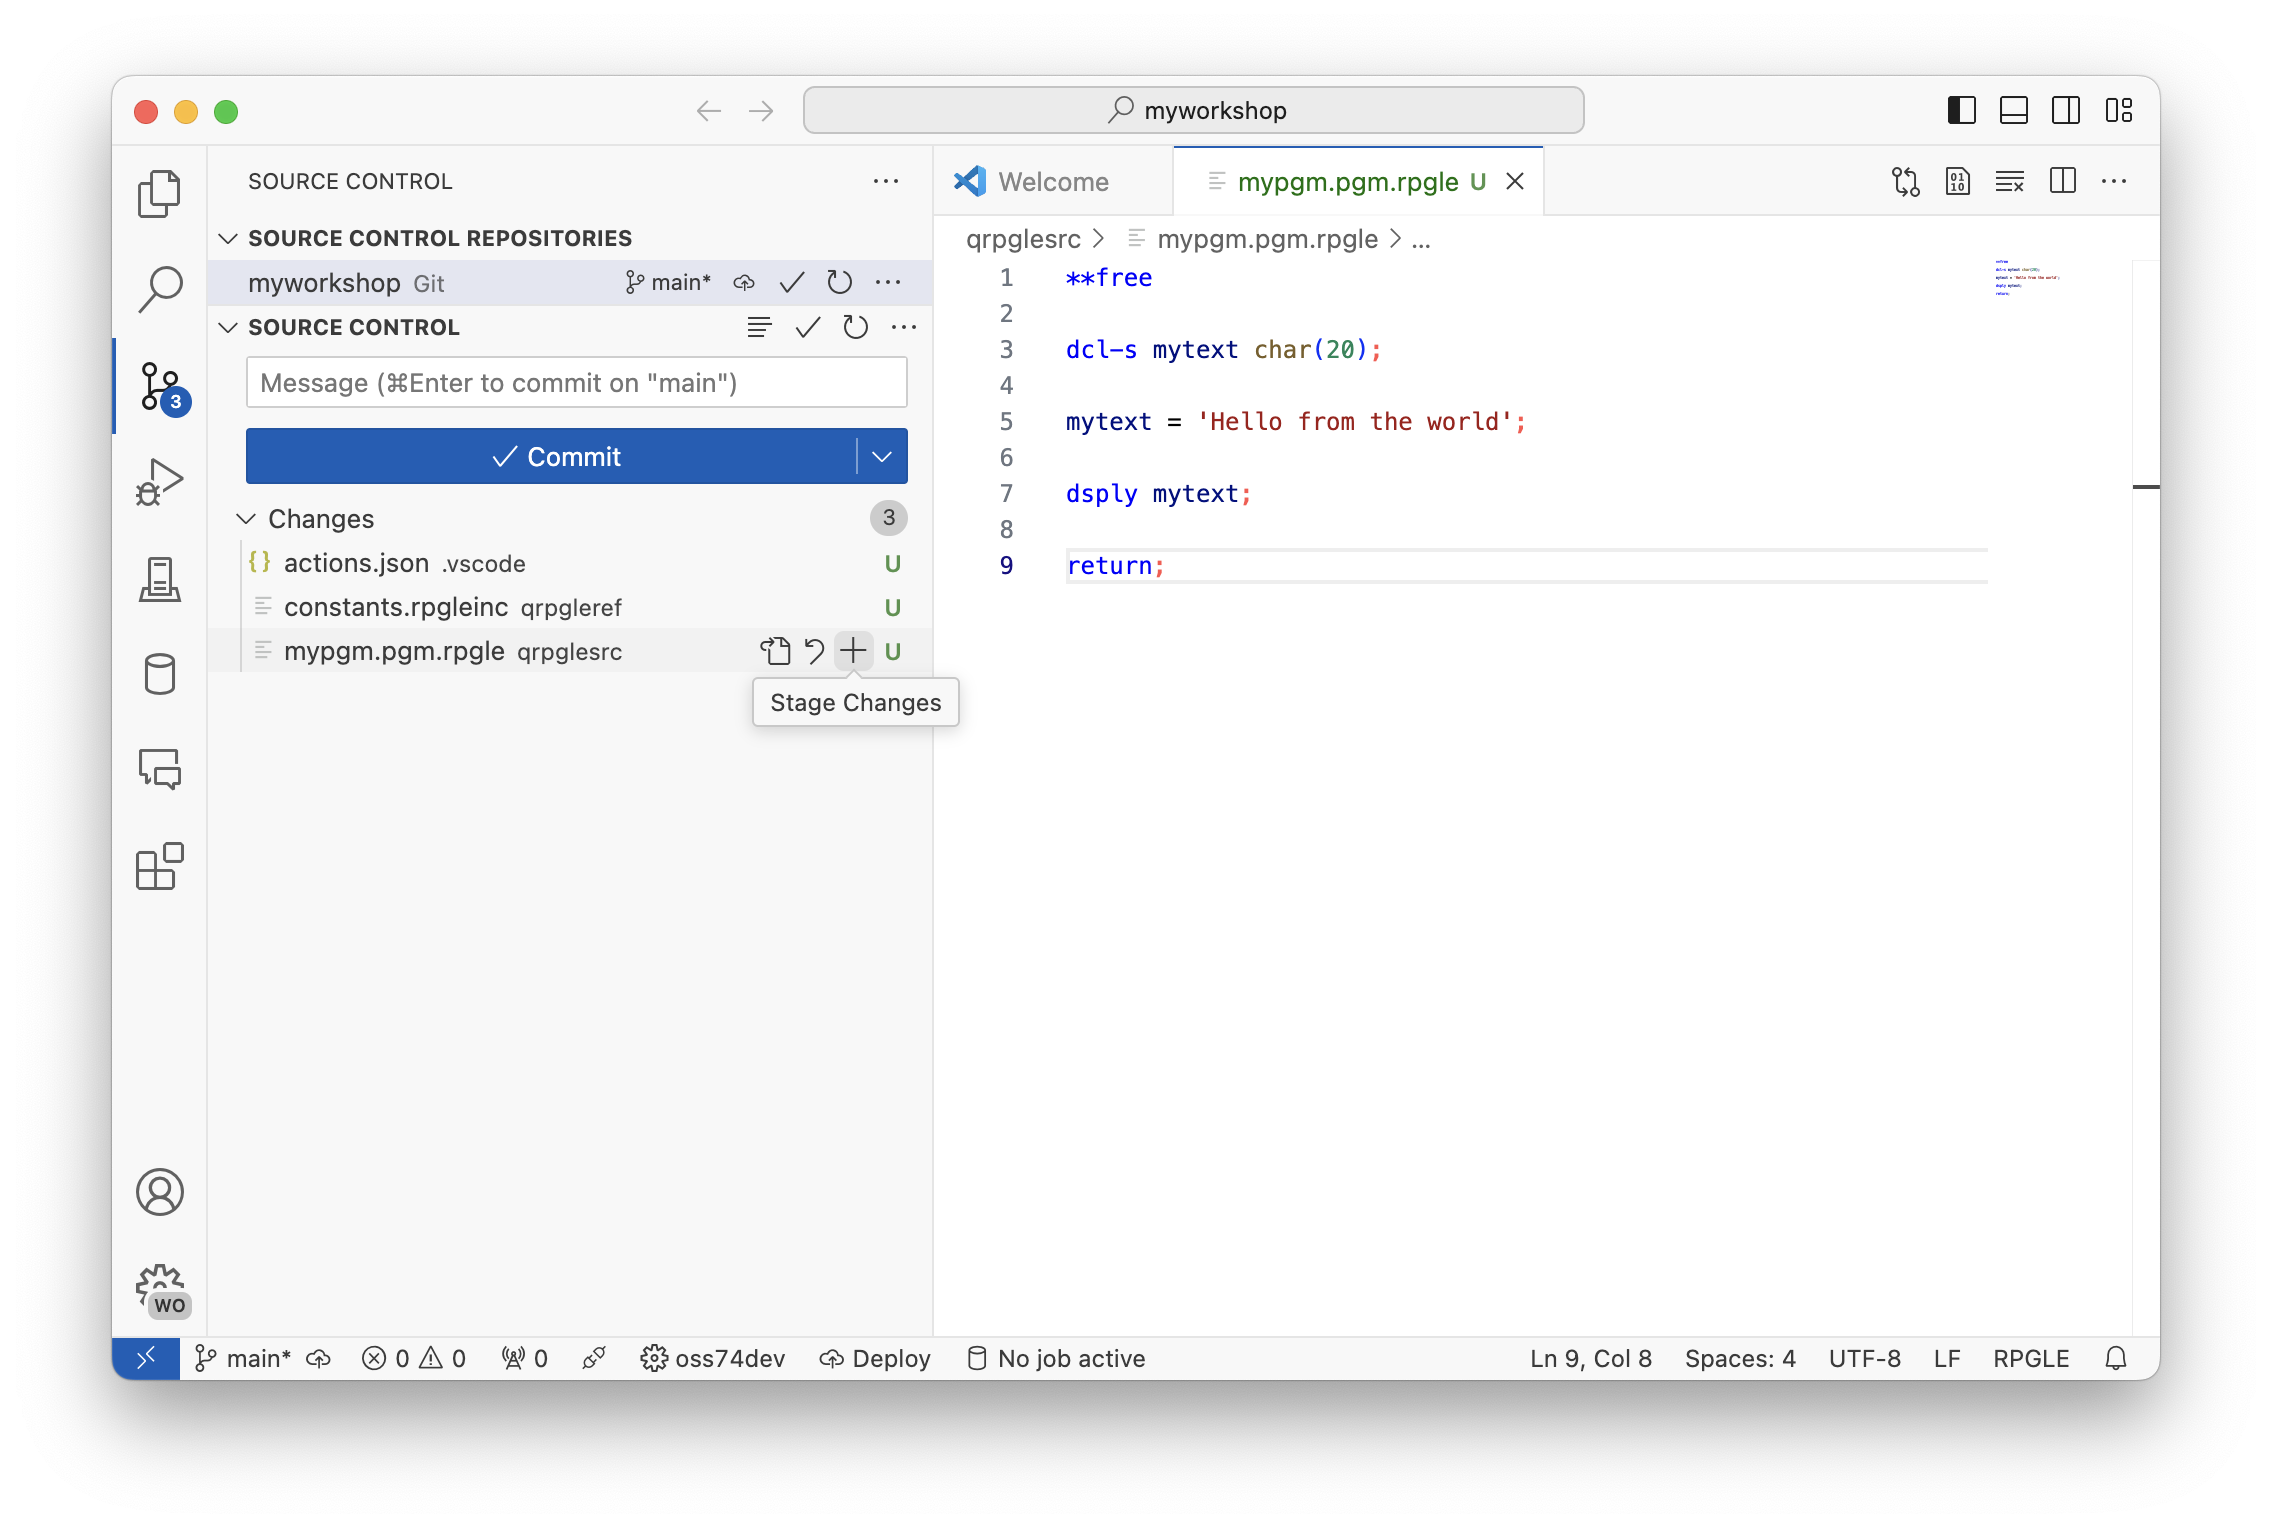 myworkshop
SOURCE CONTROL
SOURCE CONTROL REPOSITORIES
myworkshop Git main*
SOURCE CONTROL
Message (⌘Enter to commit on "main")
Commit
Changes 3
actions.json .vscode U
constants.rpgleinc qrpgleref U
mypgm.pgm.rpgle qrpglesrc U
Stage Changes
3
WO
Welcome
mypgm.pgm.rpgle U
qrpglesrc > mypgm.pgm.rpgle > ...
1 **free
2
3 dcl-s mytext char(20);
4
5 mytext = 'Hello from the world';
6
7 dsply mytext;
8
9 return;
main* 0 0 0 oss74dev Deploy No job active Ln 9, Col 8 Spaces: 4 UTF-8 LF RPGLE